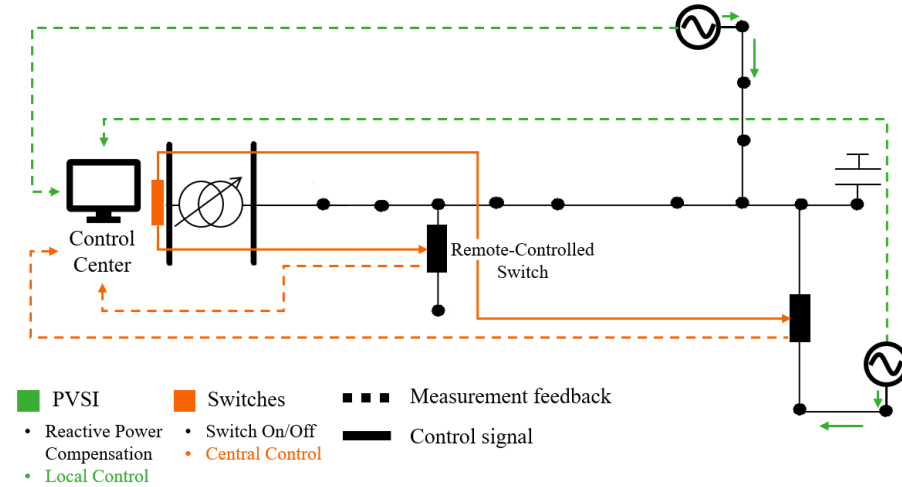 Control
Center
Remote-Controlled
Switch
PVSI
• Reactive Power
Compensation
• Local Control
Switches
• Switch On/Off
• Central Control
Measurement feedback
Control signal